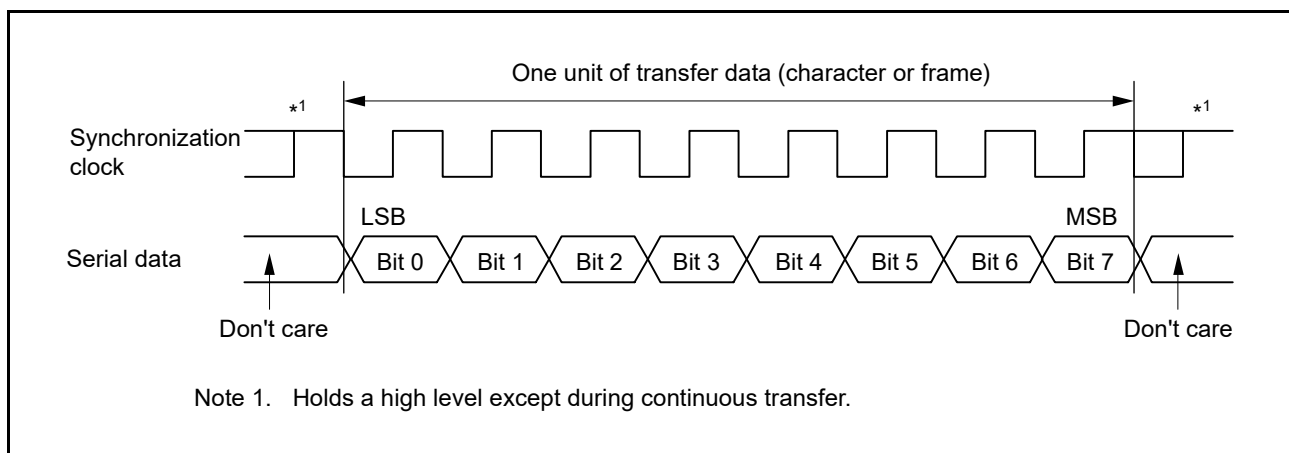 One unit of transfer data (character or frame)
*1 *1
Synchronization
clock
LSB MSB
Serial data Bit 0 Bit 1 Bit 2 Bit 3 Bit 4 Bit 5 Bit 6 Bit 7
Don't care Don't care
Note 1. Holds a high level except during continuous transfer.